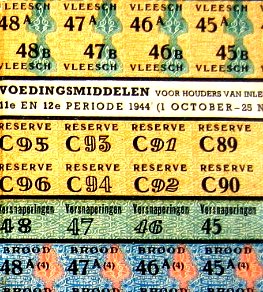 VLEESCH VLEESCH VLEESCH VLEESCH
48A 47A 46A 45A
48B 47B 46B 45B
VLEESCH VLEESCH VLEESCH VLEESCH
VOEDINGSMIDDELEN VOOR HOUDERS VAN INLE
11e EN 12e PERIODE 1944 (1 OCTOBER-25 N
RESERVE RESERVE RESERVE RESERVE
C95 C93 C91 C89
RESERVE RESERVE RESERVE RESERVE
C96 C94 C92 C90
Versnaperingen Versnaperingen Versnaperingen Versnaperingen
48 47 46 45
BROOD BROOD BROOD BROOD
48A (4) 47A (4) 46A (4) 45A (4)